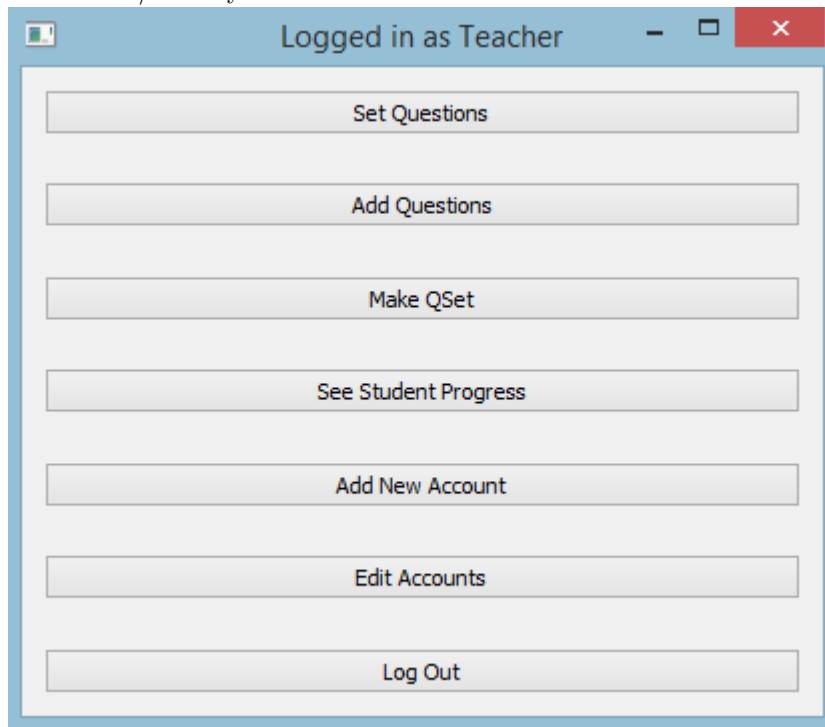 Logged in as Teacher
Set Questions
Add Questions
Make QSet
See Student Progress
Add New Account
Edit Accounts
Log Out